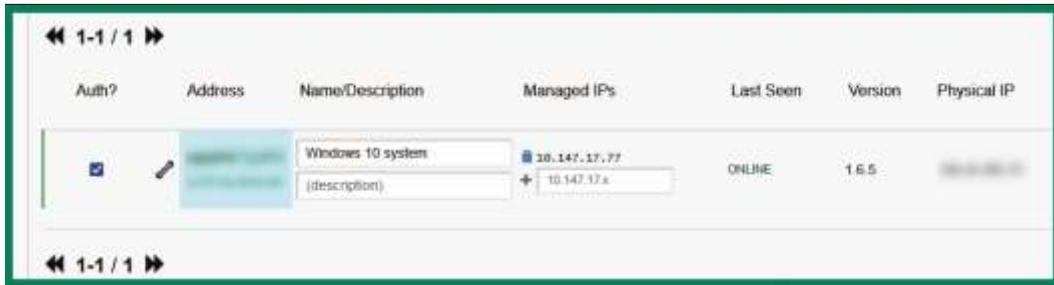 1-1 / 1
Auth? Address Name/Description Managed IPs Last Seen Version Physical IP
Windows 10 system
10.147.17.77
ONLINE 1.6.5
(description)
10.147.17.x
1-1 / 1